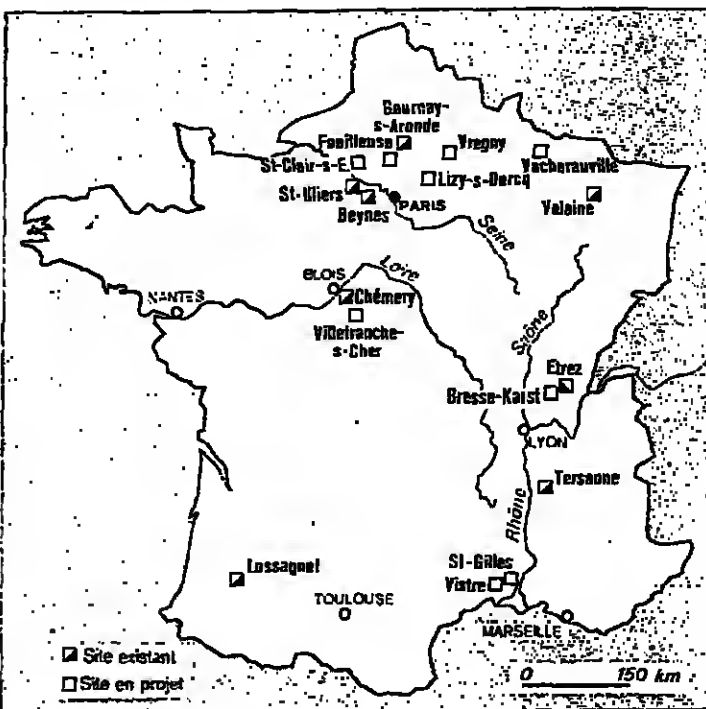 Gournay-
s-Aronde
Fouilleuse
Vregny
St-Clair-s-E.
Vacherauville
Lizy-s-Ourcq
St-Illiers
PARIS
Velaine
Beynes
Seine
BLOIS
Loire
NANTES
Chémery
Villefranche-
s-Cher
Saône
Etrez
Bresse-Karst
LYON
Tersanne
Rhône
St-Gilles
Lussagnet
Vistre
TOULOUSE
MARSEILLE
Site existant
Site en projet
0 150 km